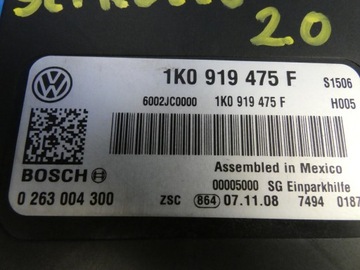 2.0
VW
1K0 919 475 F S1506
6002JC0000 1K0 919 475 F H005
BOSCH Assembled in Mexico
00005000 SG Einparkhilfe
0 263 004 300 ZSC 864 07.11.08 7494 0187